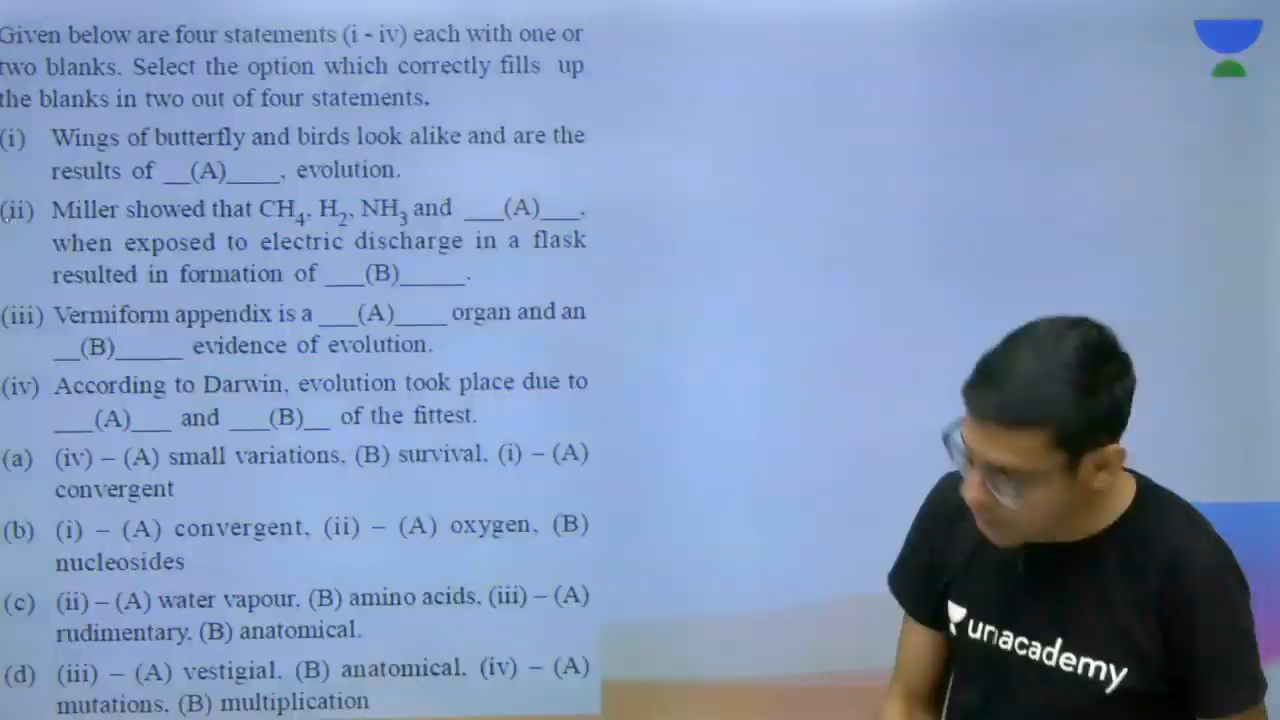 Given below are four statements (i - iv) each with one or
two blanks. Select the option which correctly fills up
the blanks in two out of four statements.
(i) Wings of butterfly and birds look alike and are the
results of __(A)____, evolution.
(ii) Miller showed that CH₄, H₂, NH₃ and ___(A)___,
when exposed to electric discharge in a flask
resulted in formation of ___(B)_____.
(iii) Vermiform appendix is a ___(A)____ organ and an
__(B)_____ evidence of evolution.
(iv) According to Darwin, evolution took place due to
___(A)___ and ___(B)__ of the fittest.
(a) (iv) – (A) small variations, (B) survival, (i) – (A)
convergent
(b) (i) – (A) convergent, (ii) – (A) oxygen, (B)
nucleosides
(c) (ii) – (A) water vapour, (B) amino acids, (iii) – (A)
rudimentary, (B) anatomical.
(d) (iii) – (A) vestigial, (B) anatomical, (iv) – (A)
mutations, (B) multiplication
unacademy